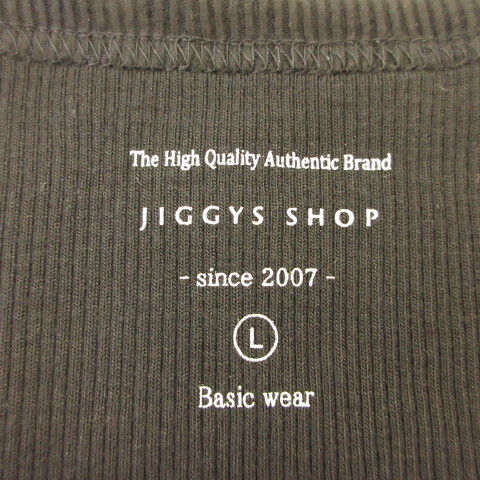 The High Quality Authentic Brand
JIGGYS SHOP
- since 2007 -
L
Basic wear